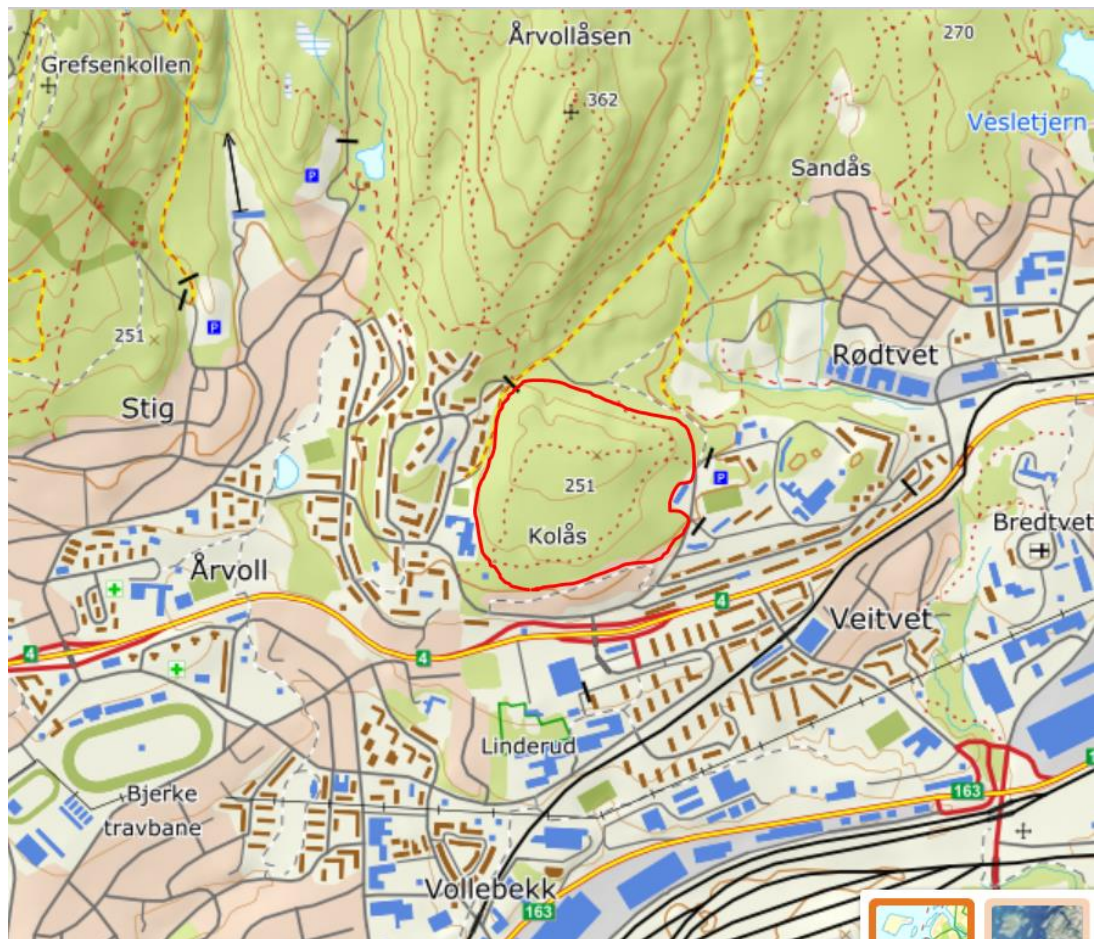 Årvollåsen
270
Grefsenkollen
362
Vesletjern
Sandås
P
P
251
Rødtvet
Stig
P
251
Bredtvet
Kolås
Årvoll
4
Veitvet
4
4
Linderud
Bjerke
travbane
163
Vollebekk
163